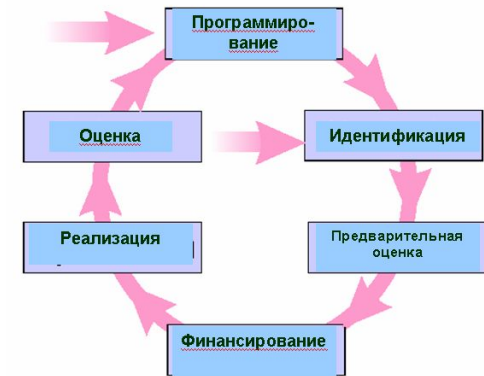 Программиро-
вание
Оценка
Идентификация
Реализация
Предварительная
оценка
Финансирование